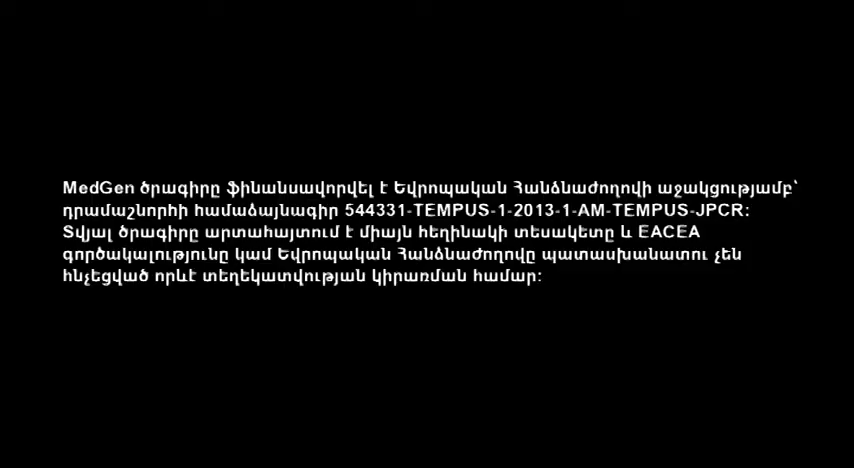 MedGen ծրագիրը ֆինանսավորվել է Եվրոպական Հանձնաժողովի աջակցությամբ՝
դրամաշնորհի համաձայնագիր 544331-TEMPUS-1-2013-1-AM-TEMPUS-JPCR:
Տվյալ ծրագիրը արտահայտում է միայն հեղինակի տեսակետը և EACEA
գործակալությունը կամ Եվրոպական Հանձնաժողովը պատասխանատու չեն
հնչեցված որևէ տեղեկատվության կիրառման համար: